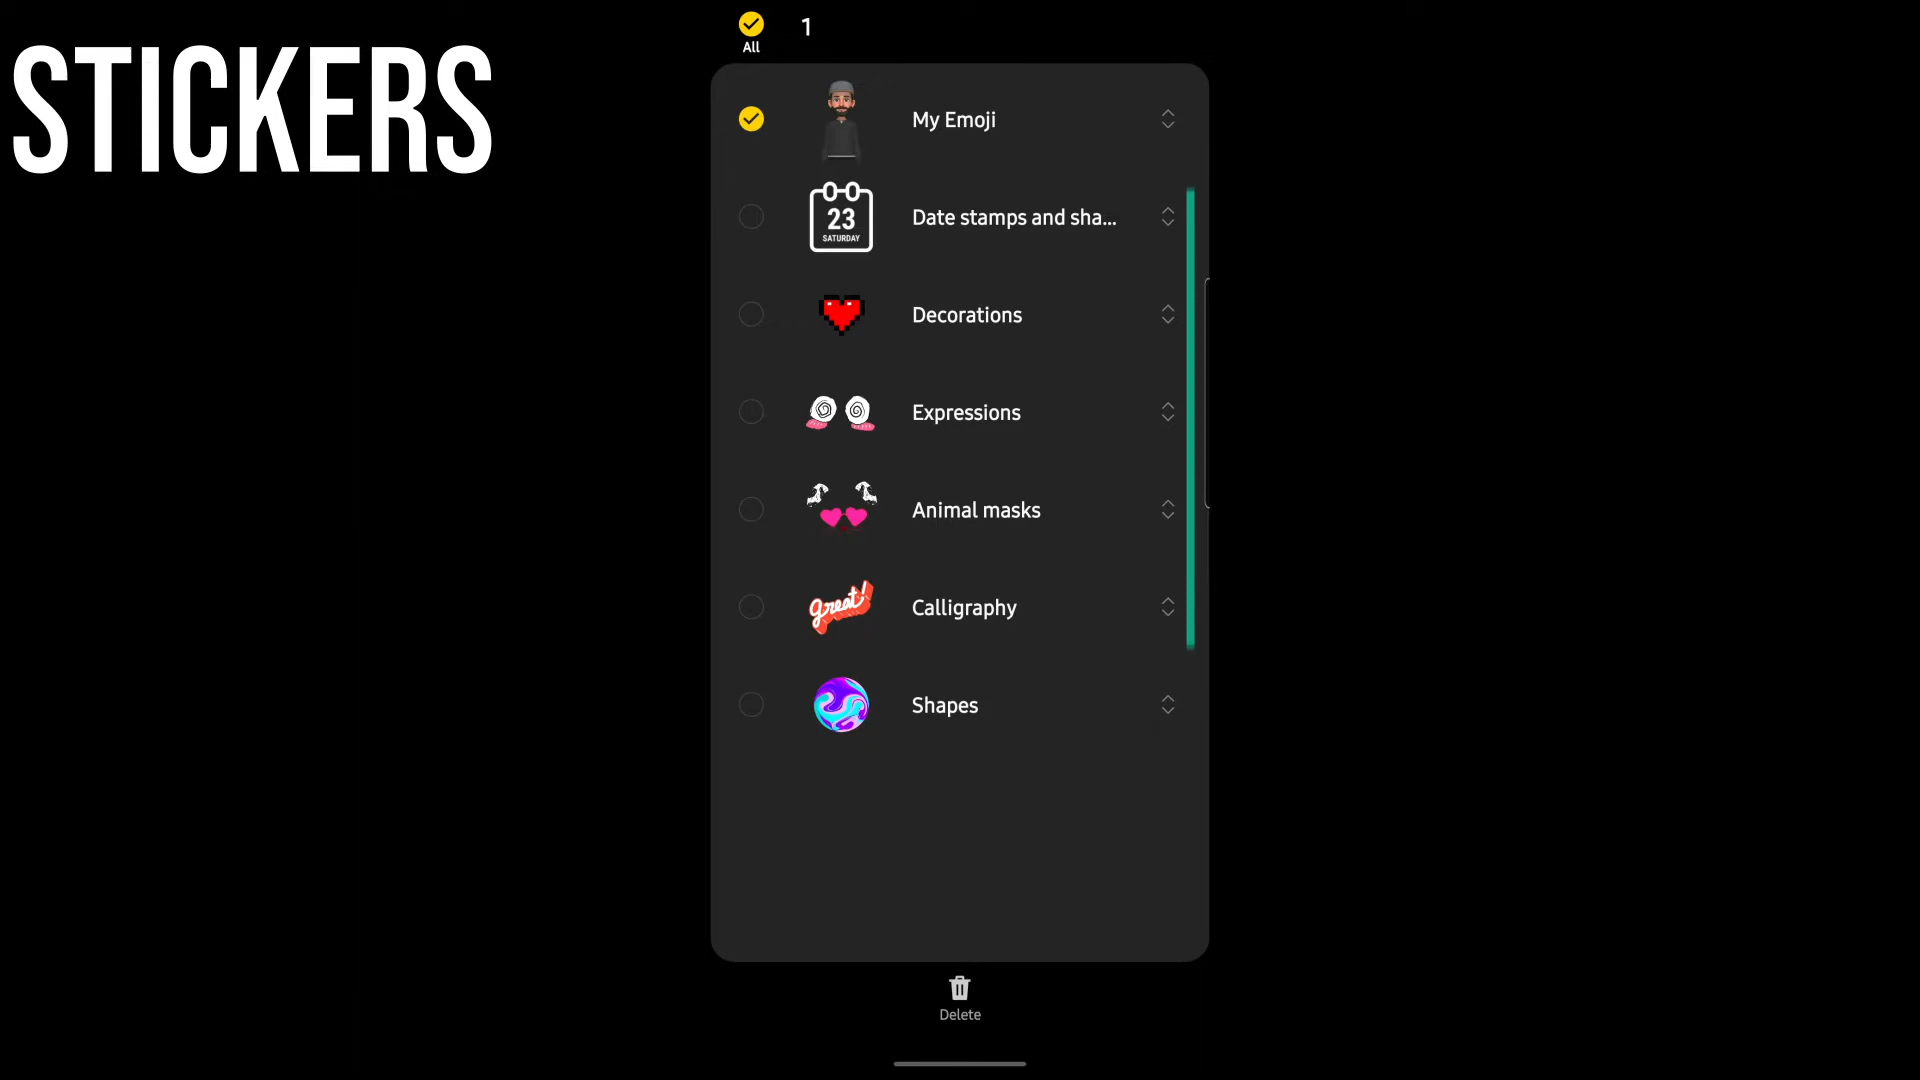 STICKERS
1
All
My Emoji
23
SATURDAY
Date stamps and sha...
Decorations
Expressions
Animal masks
great!
Calligraphy
Shapes
Delete